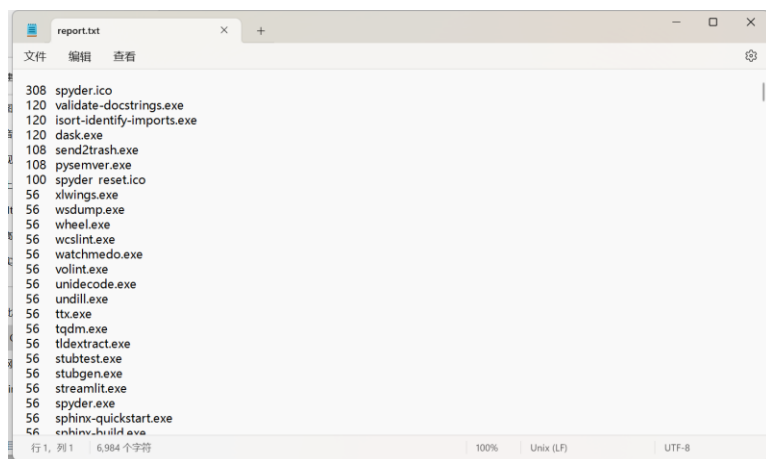 report.txt
文件 编辑 查看
308 spyder.ico
120 validate-docstrings.exe
120 isort-identify-imports.exe
120 dask.exe
108 send2trash.exe
108 pysemver.exe
100 spyder reset.ico
56 xlwings.exe
56 wsdump.exe
56 wheel.exe
56 wcslint.exe
56 watchmedo.exe
56 volint.exe
56 unidecode.exe
56 undill.exe
56 ttx.exe
56 tqdm.exe
56 tldextract.exe
56 stubtest.exe
56 stubgen.exe
56 streamlit.exe
56 spyder.exe
56 sphinx-quickstart.exe
56 sphinx-build.exe
行 1, 列 1 6,984 个字符 100% Unix (LF) UTF-8